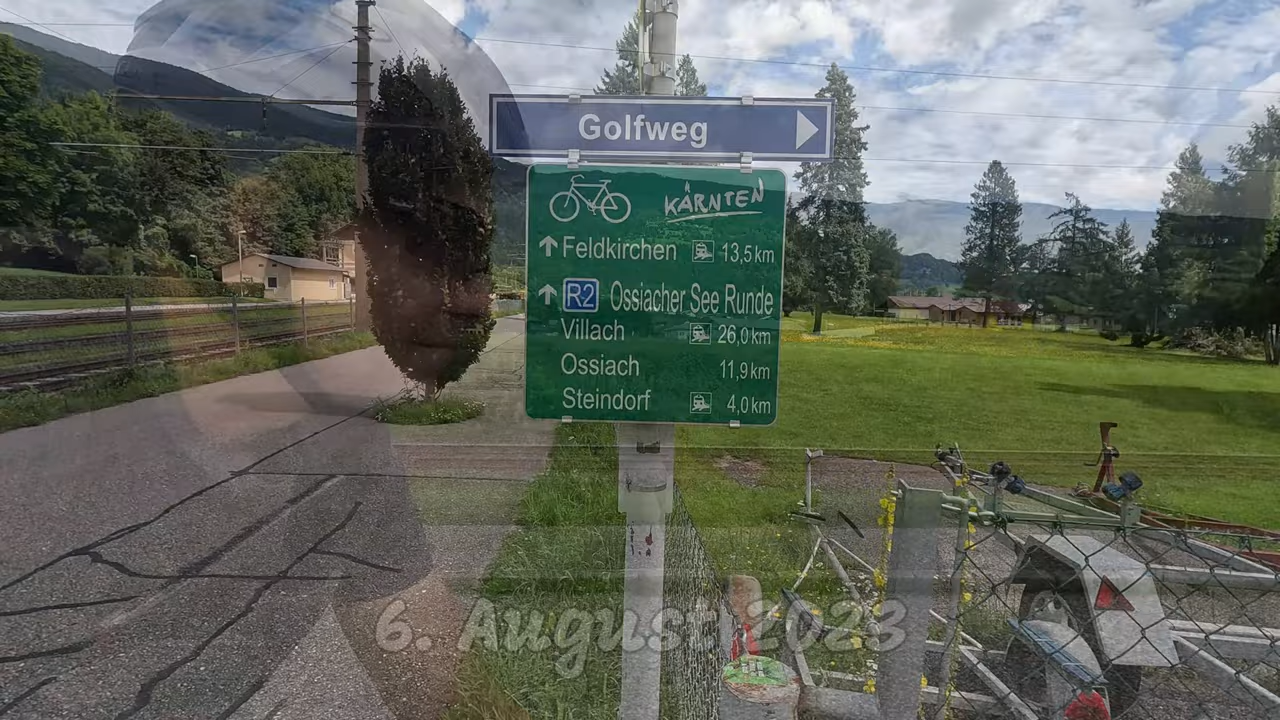 Golfweg
KÄRNTEN
↑ Feldkirchen 13,5 km
↑ R2 Ossiacher See Runde
Villach 26,0 km
Ossiach 11,9 km
Steindorf 4,0 km
6. August 2023